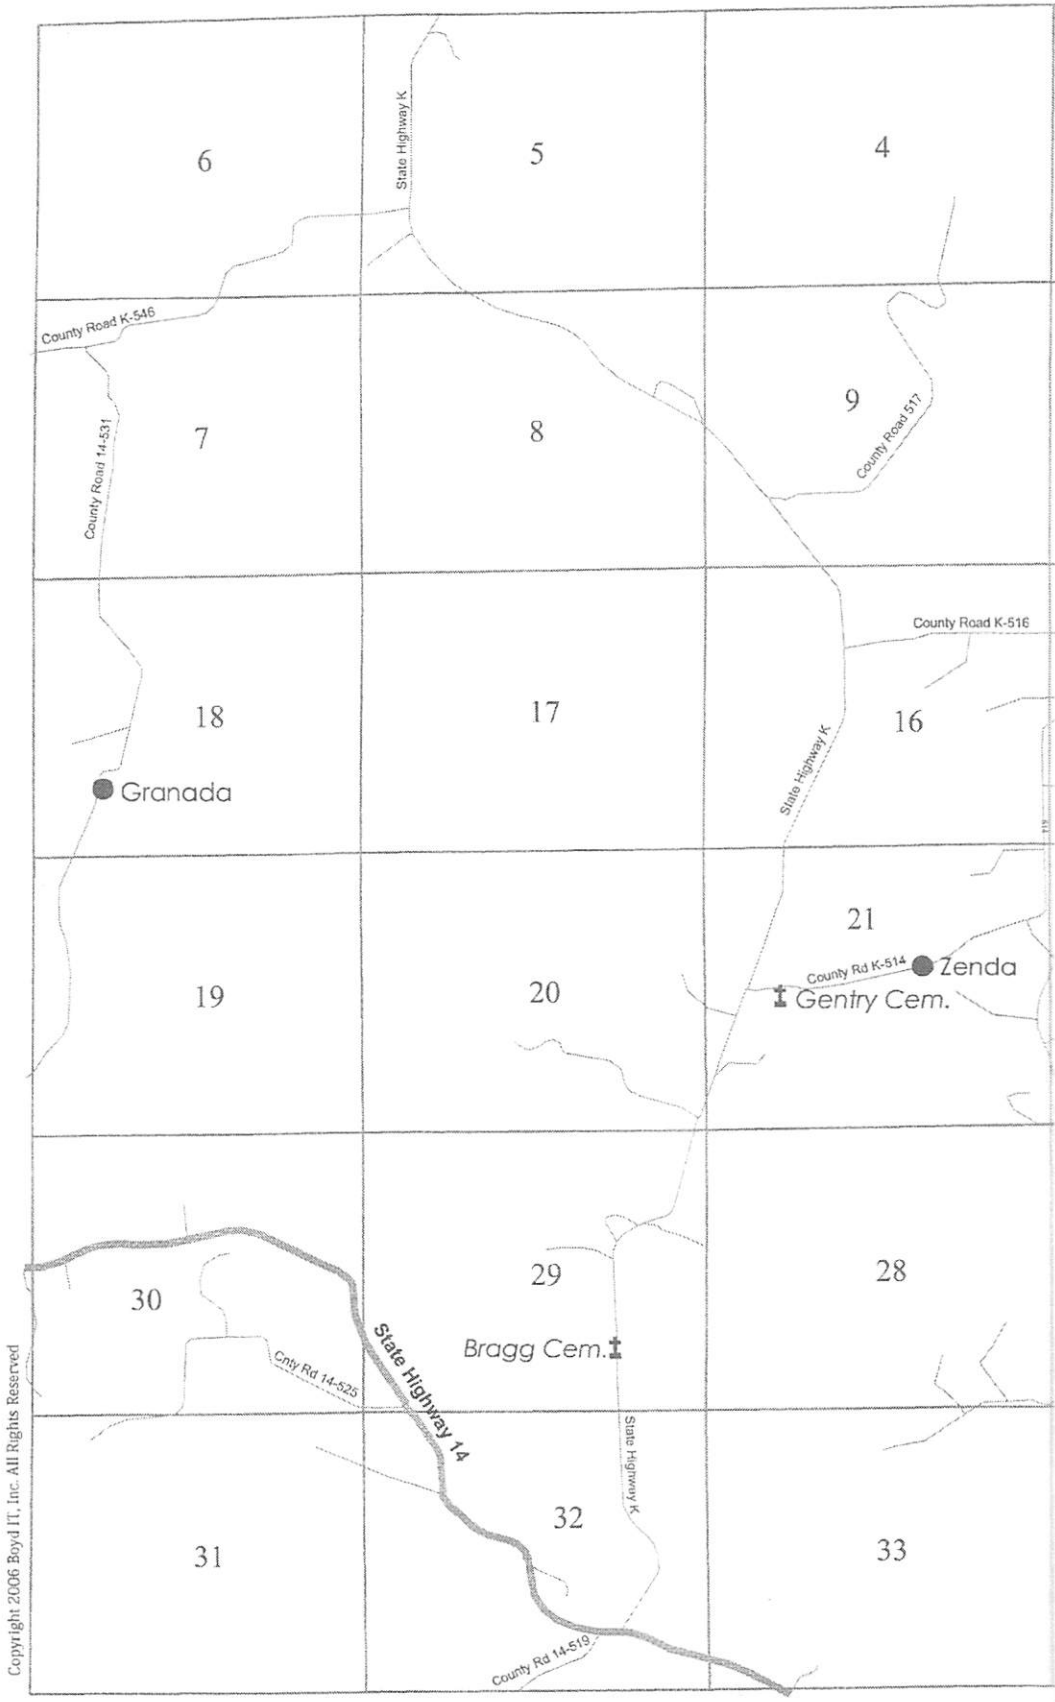 6
State Highway K
5
4
County Road K-546
7
County Road 14-531
8
9
County Road 517
County Road K-516
18
17
16
State Highway K
Granada
21
County Rd K-514
Zenda
Gentry Cem.
19
20
30
29
28
State Highway 14
Cnty Rd 14-525
Bragg Cem.
State Highway K
32
31
33
County Rd 14-519
Copyright 2006 Boyd IT, Inc. All Rights Reserved